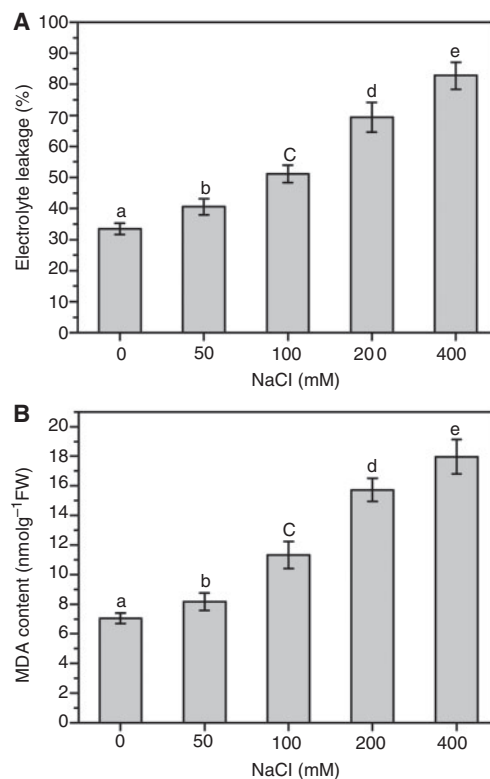 A
Electrolyte leakage (%)
100
90
80
70
60
50
40
30
20
10
0
a
b
C
d
e
0 50 100 200 400
NaCl (mM)
B
MDA content (nmolg⁻¹FW)
20
18
16
14
12
10
8
6
4
2
0
a
b
C
d
e
0 50 100 200 400
NaCl (mM)